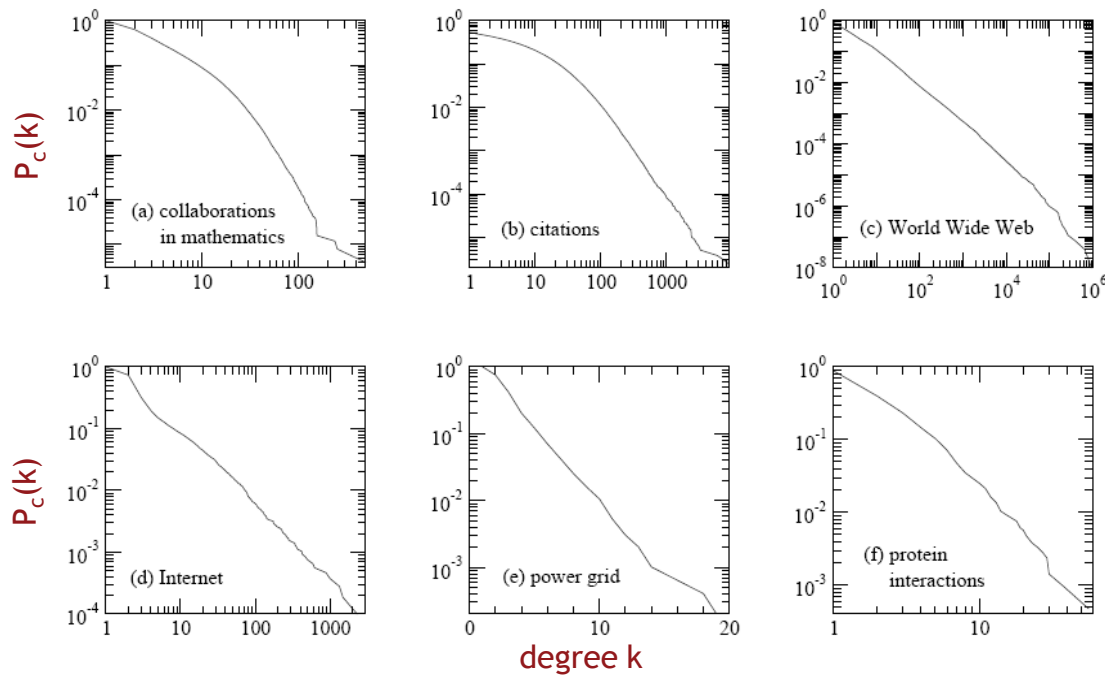 10^0
10^-2
10^-4
1 10 100
P_c(k)
(a) collaborations
in mathematics
10^0
10^-2
10^-4
1 10 100 1000
(b) citations
10^0
10^-2
10^-4
10^-6
10^-8
10^0 10^2 10^4 10^6
(c) World Wide Web
10^0
10^-1
10^-2
10^-3
10^-4
1 10 100 1000
P_c(k)
(d) Internet
10^0
10^-1
10^-2
10^-3
0 10 20
(e) power grid
10^0
10^-1
10^-2
10^-3
1 10
(f) protein
interactions
degree k